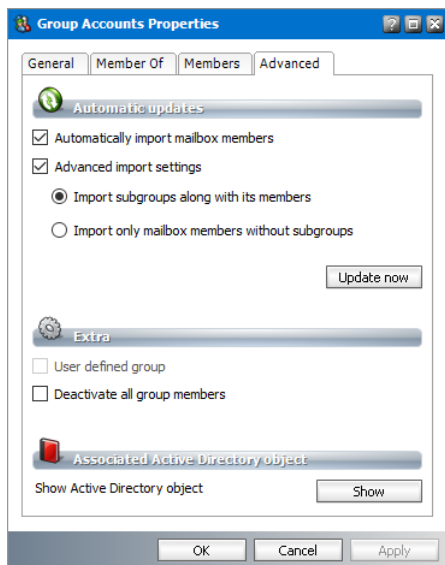 Group Accounts Properties
General Member Of Members Advanced
Automatic updates
Automatically import mailbox members
Advanced import settings
Import subgroups along with its members
Import only mailbox members without subgroups
Update now
Extra
User defined group
Deactivate all group members
Associated Active Directory object
Show Active Directory object Show
OK Cancel Apply